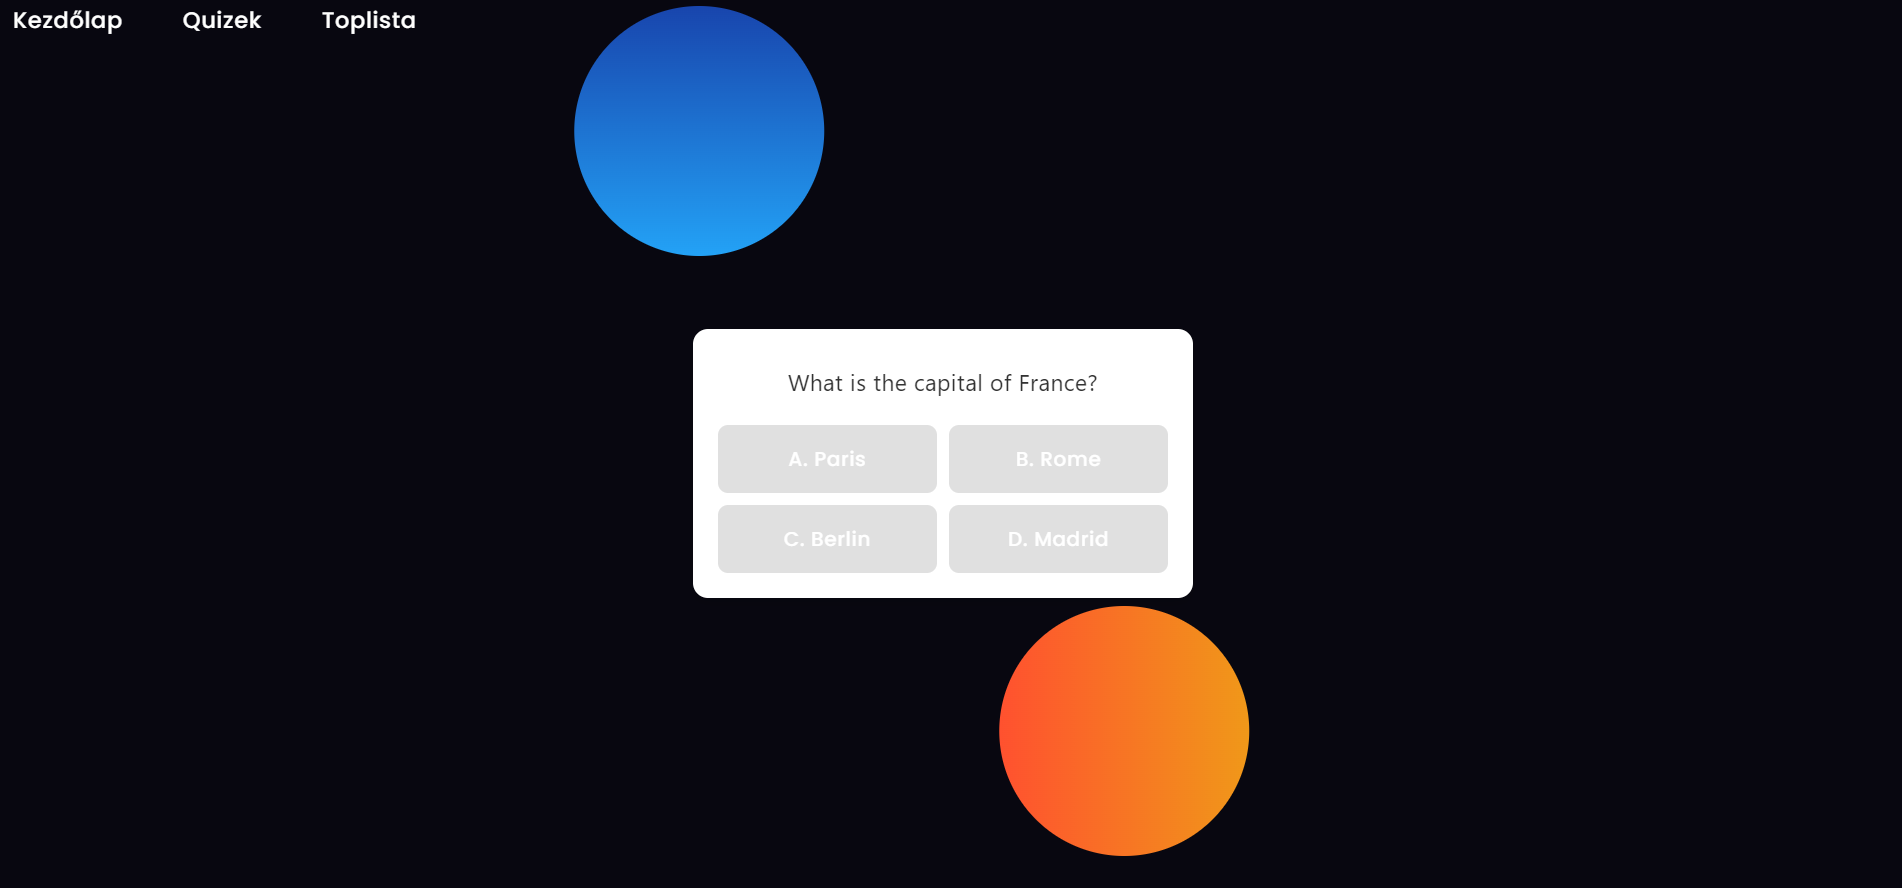 Kezdőlap Quizek Toplista
What is the capital of France?
A. Paris B. Rome
C. Berlin D. Madrid